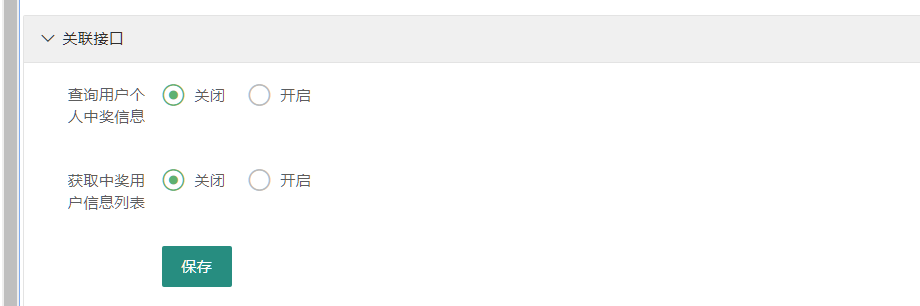 关联接口
查询用户个 关闭 开启
人中奖信息
获取中奖用 关闭 开启
户信息列表
保存